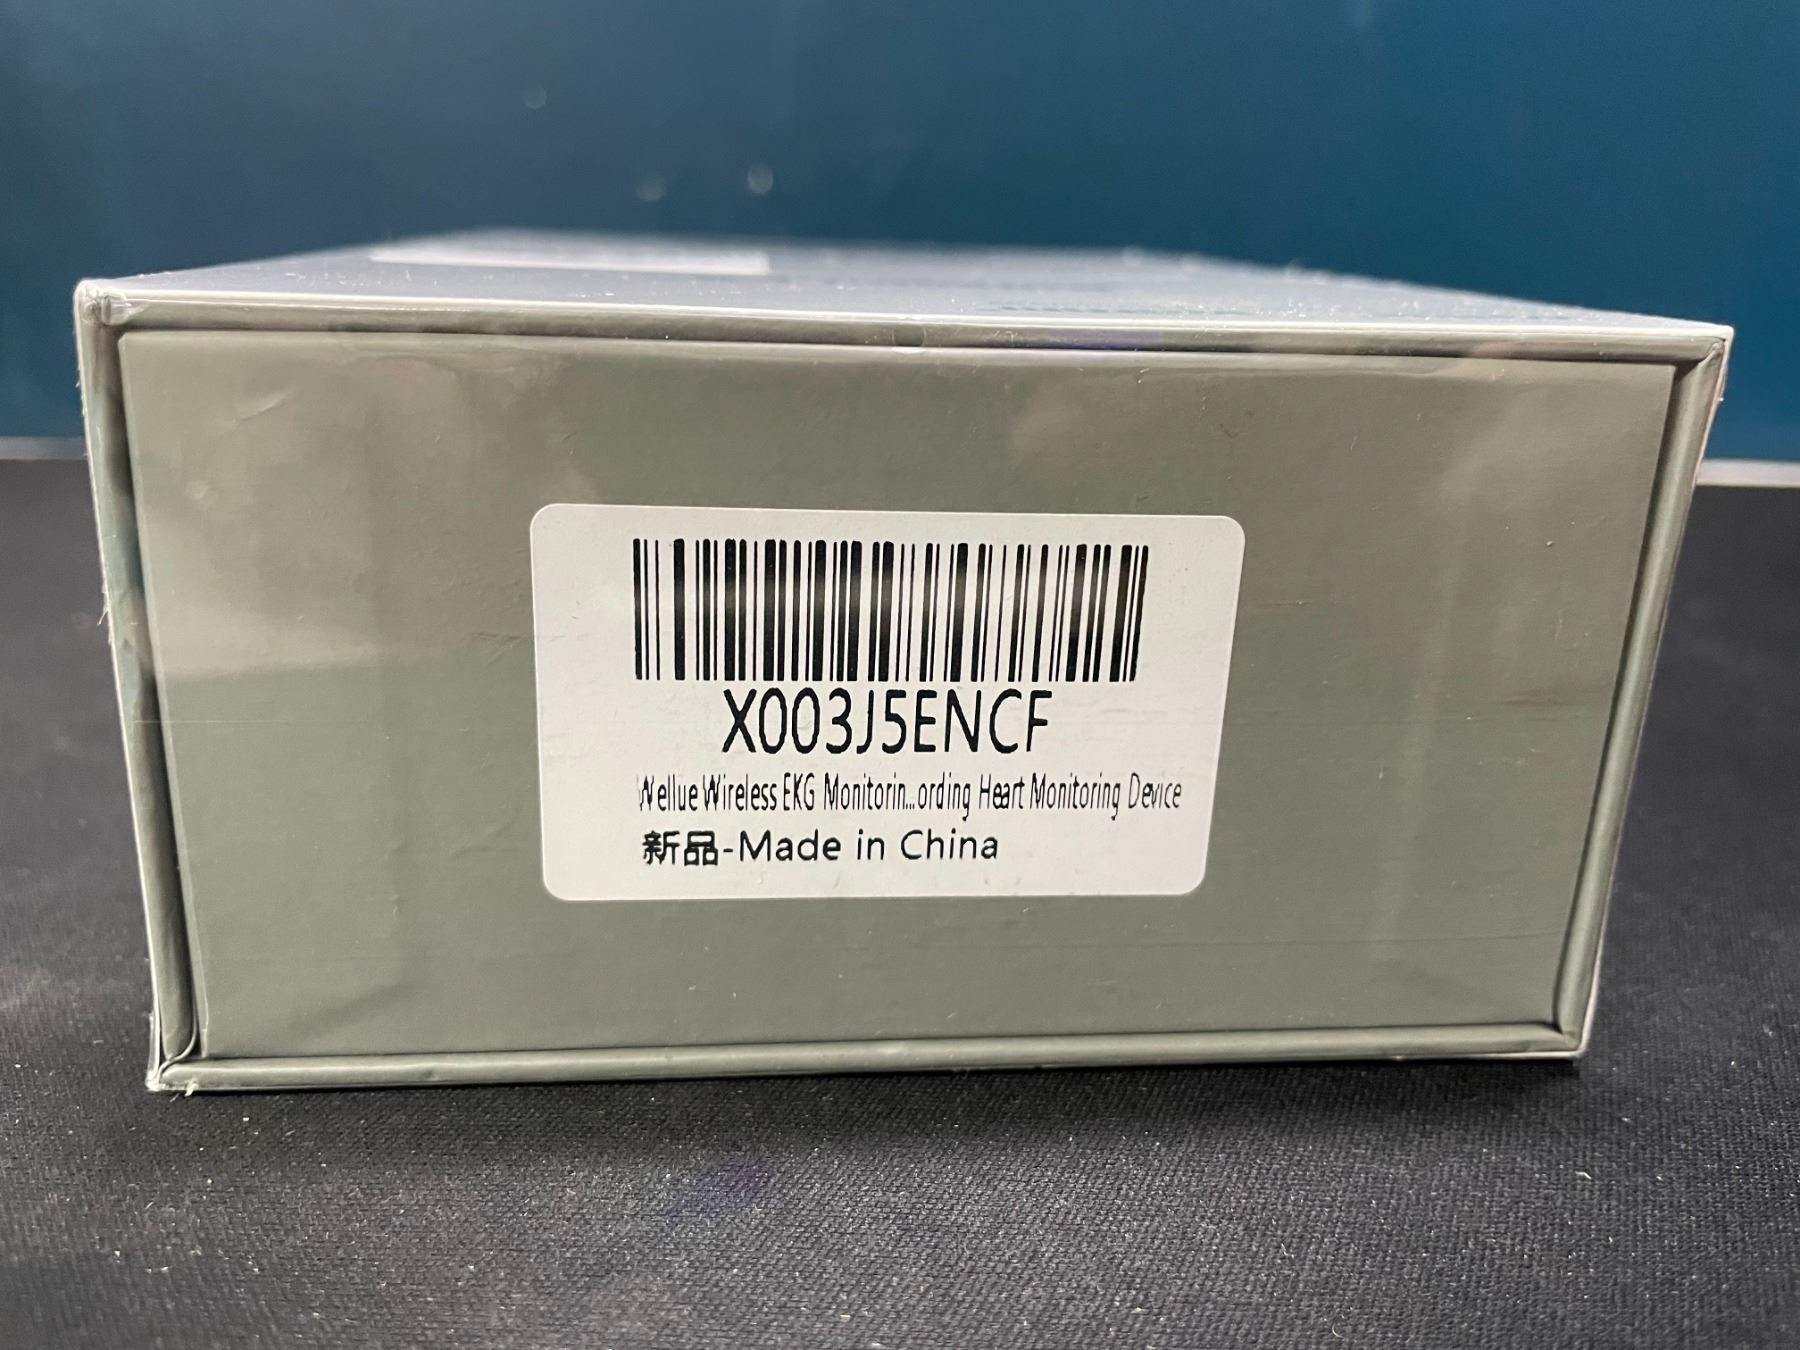 X003J5ENCF
Wellue Wireless EKG Monitorin...ording Heart Monitoring Device
新品-Made in China